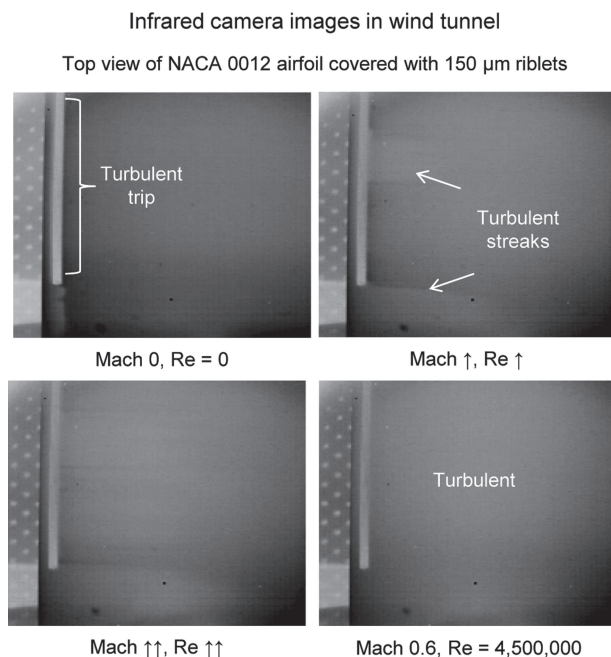 Infrared camera images in wind tunnel
Top view of NACA 0012 airfoil covered with 150 μm riblets
Turbulent
trip
Turbulent
streaks
Mach 0, Re = 0
Mach ↑, Re ↑
Turbulent
Mach ↑↑, Re ↑↑
Mach 0.6, Re = 4,500,000